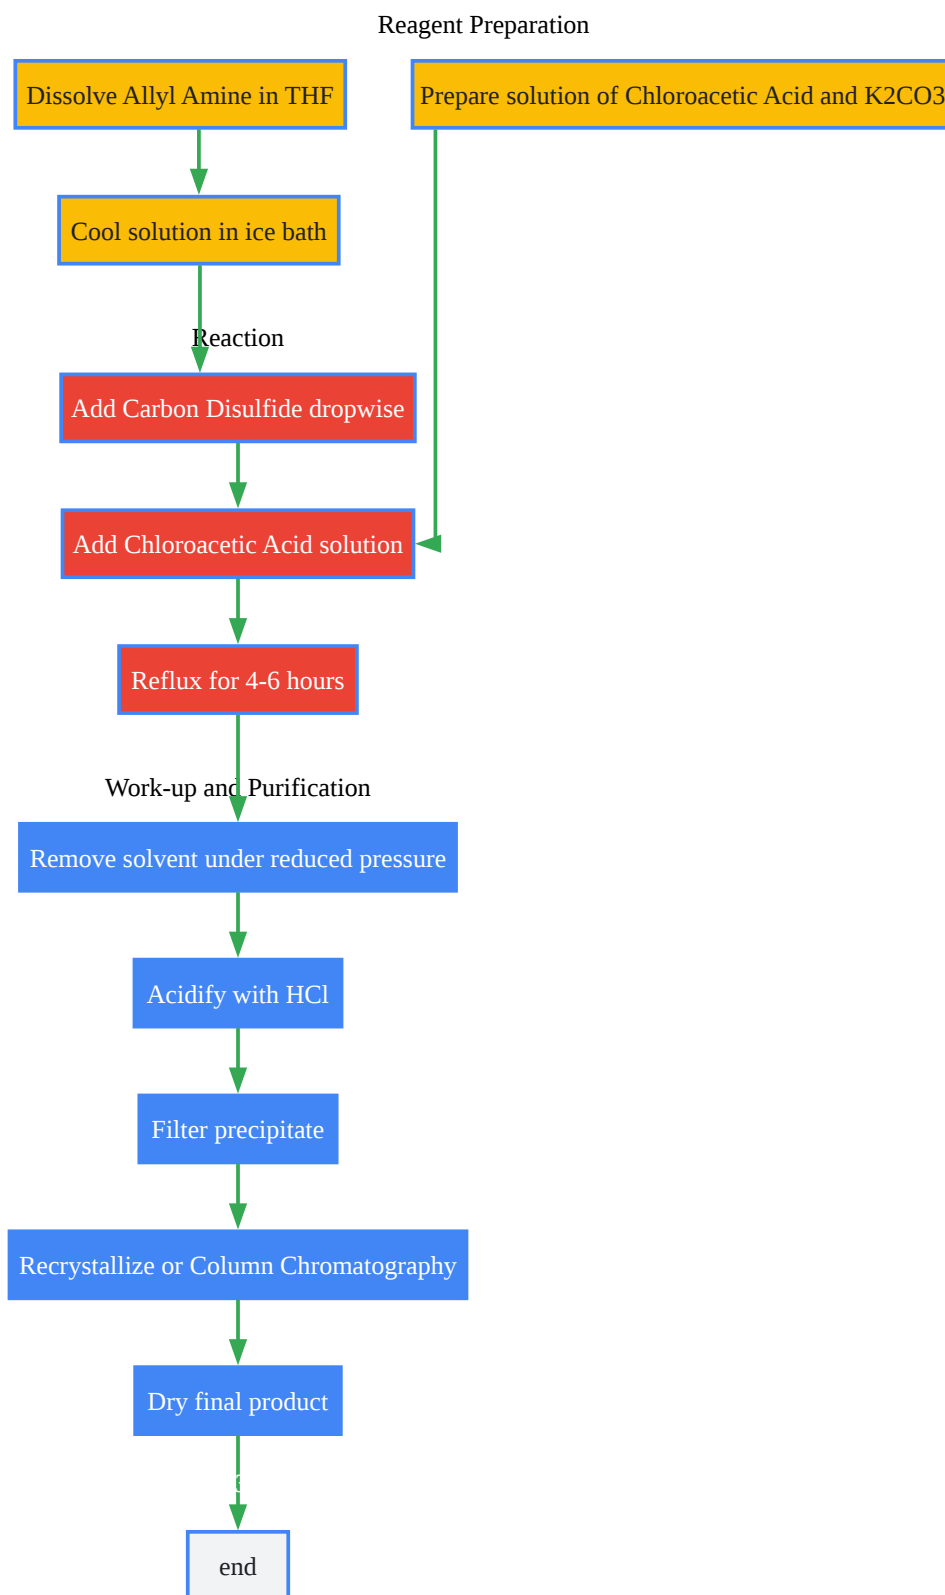 Reagent Preparation
Dissolve Allyl Amine in THF
Prepare solution of Chloroacetic Acid and K2CO3
Cool solution in ice bath
Reaction
Add Carbon Disulfide dropwise
Add Chloroacetic Acid solution
Reflux for 4-6 hours
Work-up and Purification
Remove solvent under reduced pressure
Acidify with HCl
Filter precipitate
Recrystallize or Column Chromatography
Dry final product
end